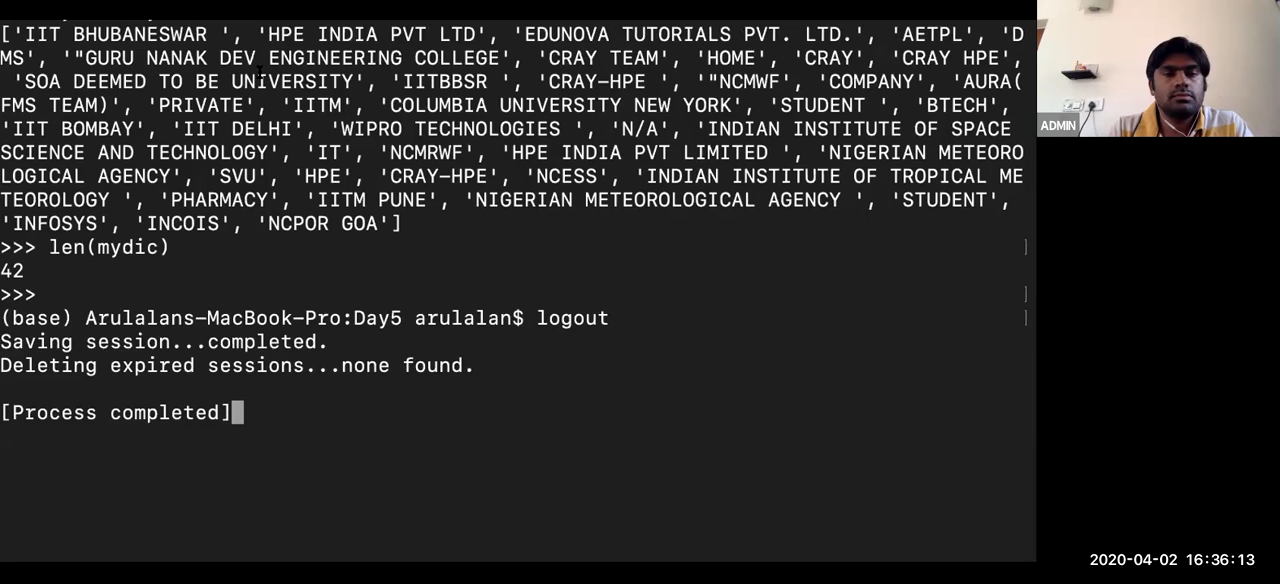 ['IIT BHUBANESWAR ', 'HPE INDIA PVT LTD', 'EDUNOVA TUTORIALS PVT. LTD.', 'AETPL', 'D
MS', '"GURU NANAK DEV ENGINEERING COLLEGE', 'CRAY TEAM', 'HOME', 'CRAY', 'CRAY HPE',
 'SOA DEEMED TO BE UNIVERSITY', 'IITBBSR ', 'CRAY-HPE ', '"NCMWF', 'COMPANY', 'AURA(
FMS TEAM)', 'PRIVATE', 'IITM', 'COLUMBIA UNIVERSITY NEW YORK', 'STUDENT ', 'BTECH',
'IIT BOMBAY', 'IIT DELHI', 'WIPRO TECHNOLOGIES ', 'N/A', 'INDIAN INSTITUTE OF SPACE
SCIENCE AND TECHNOLOGY', 'IT', 'NCMRWF', 'HPE INDIA PVT LIMITED ', 'NIGERIAN METEORO
LOGICAL AGENCY', 'SVU', 'HPE', 'CRAY-HPE', 'NCESS', 'INDIAN INSTITUTE OF TROPICAL ME
TEOROLOGY ', 'PHARMACY', 'IITM PUNE', 'NIGERIAN METEOROLOGICAL AGENCY ', 'STUDENT',
'INFOSYS', 'INCOIS', 'NCPOR GOA']
>>> len(mydic)
42
>>>
(base) Arulalans-MacBook-Pro:Day5 arulalan$ logout
Saving session...completed.
Deleting expired sessions...none found.
[Process completed]
ADMIN
2020-04-02 16:36:13